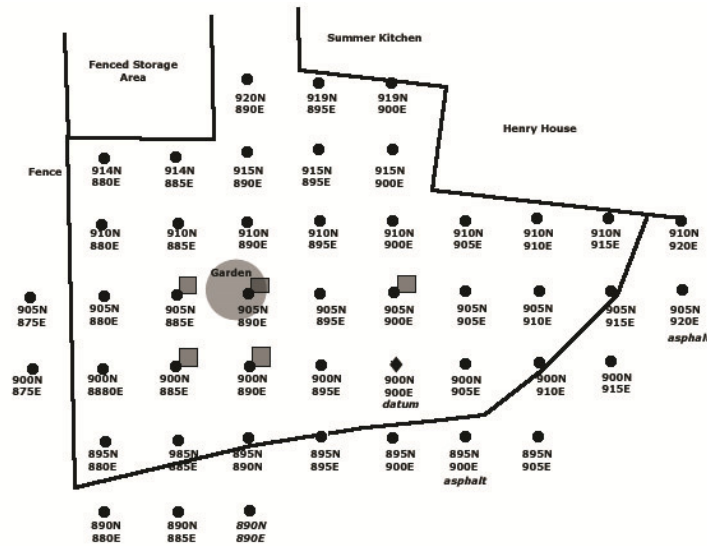 Summer Kitchen
Fenced Storage
Area
920N 919N 919N
890E 895E 900E
Henry House
Fence
914N 914N 915N 915N 915N
880E 885E 890E 895E 900E
910N 910N 910N 910N 910N 910N 910N 910N 910N
880E 885E 890E 895E 900E 905E 910E 915E 920E
Garden
905N 905N 905N 905N 905N 905N 905N 905N 905N 905N
875E 880E 885E 890E 895E 900E 905E 910E 915E 920E
asphalt
900N 900N 900N 900N 900N 900N 900N 900N 900N
875E 8880E 885E 890E 895E 900E 905E 910E 915E
datum
895N 985N 895N 895N 895N 895N 895N
880E 885E 890N 895E 900E 900E 905E
asphalt
890N 890N 890N
880E 885E 890E